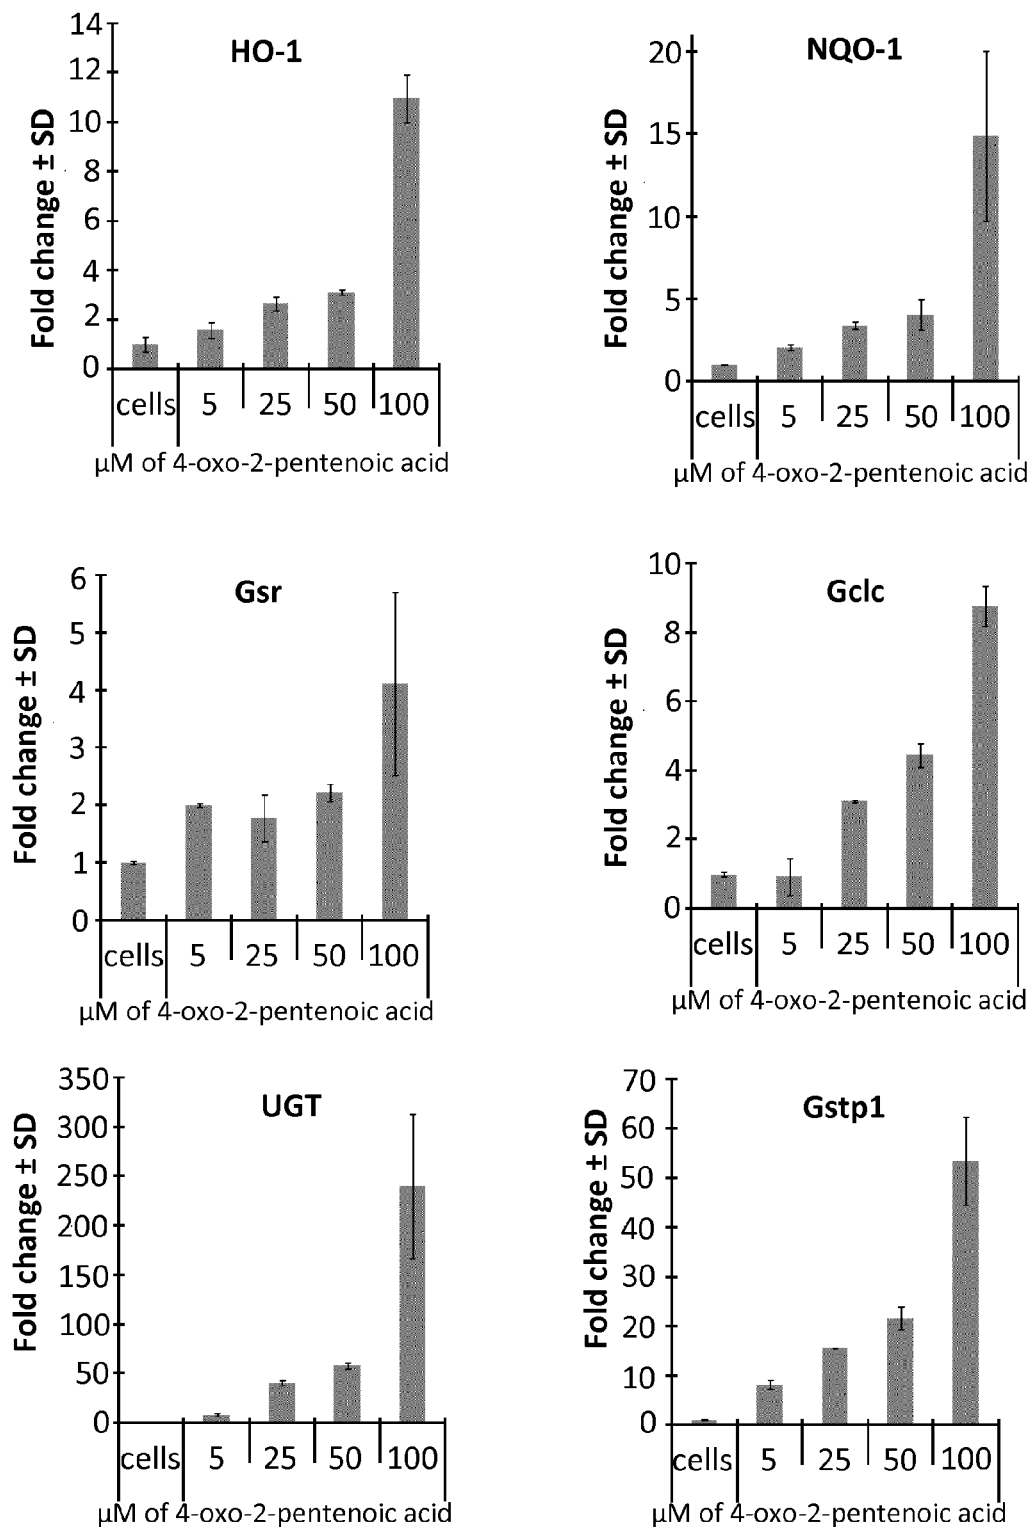 HO-1
Fold change ± SD
14
12
10
8
6
4
2
0
cells 5 25 50 100
µM of 4-oxo-2-pentenoic acid
NQO-1
Fold change ± SD
20
15
10
5
0
cells 5 25 50 100
µM of 4-oxo-2-pentenoic acid
Gsr
Fold change ± SD
6
5
4
3
2
1
0
cells 5 25 50 100
µM of 4-oxo-2-pentenoic acid
Gclc
Fold change ± SD
10
8
6
4
2
0
cells 5 25 50 100
µM of 4-oxo-2-pentenoic acid
UGT
Fold change ± SD
350
300
250
200
150
100
50
0
cells 5 25 50 100
µM of 4-oxo-2-pentenoic acid
Gstp1
Fold change ± SD
70
60
50
40
30
20
10
0
cells 5 25 50 100
µM of 4-oxo-2-pentenoic acid